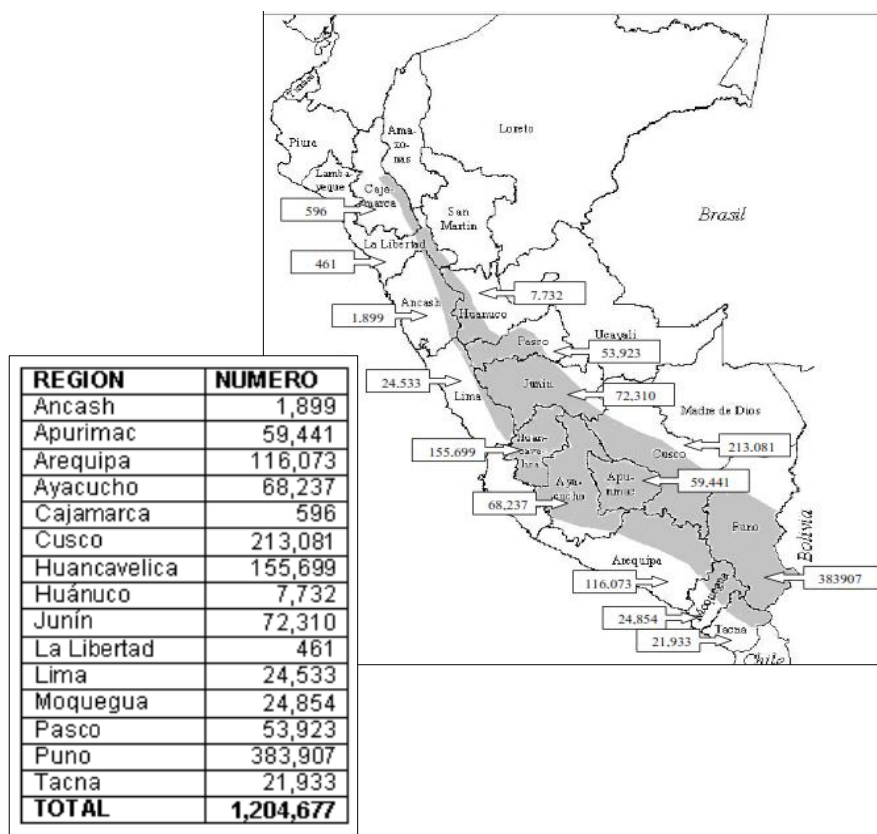 Loreto
Ama-
zo-
nas
Piura
Lamba-
yeque
Caja-
marca
San
Martin
Brasil
596
La Libertad
461
Ancash
1.899
Huanuco
7.732
Pasco
Ucayali
53,923
24.533
Lima
Junin
72,310
Madre de Dios
213.081
Cusco
155.699
Huan-
cave-
lica
Aya-
cucho
Apu-
rimac
59,441
68,237
Puno
Bolivia
Arequipa
116,073
383907
Moquegua
24,854
21,933
Tacna
Chile
REGION NUMERO
Ancash 1,899
Apurimac 59,441
Arequipa 116,073
Ayacucho 68,237
Cajamarca 596
Cusco 213,081
Huancavelica 155,699
Huánuco 7,732
Junín 72,310
La Libertad 461
Lima 24,533
Moquegua 24,854
Pasco 53,923
Puno 383,907
Tacna 21,933
TOTAL 1,204,677